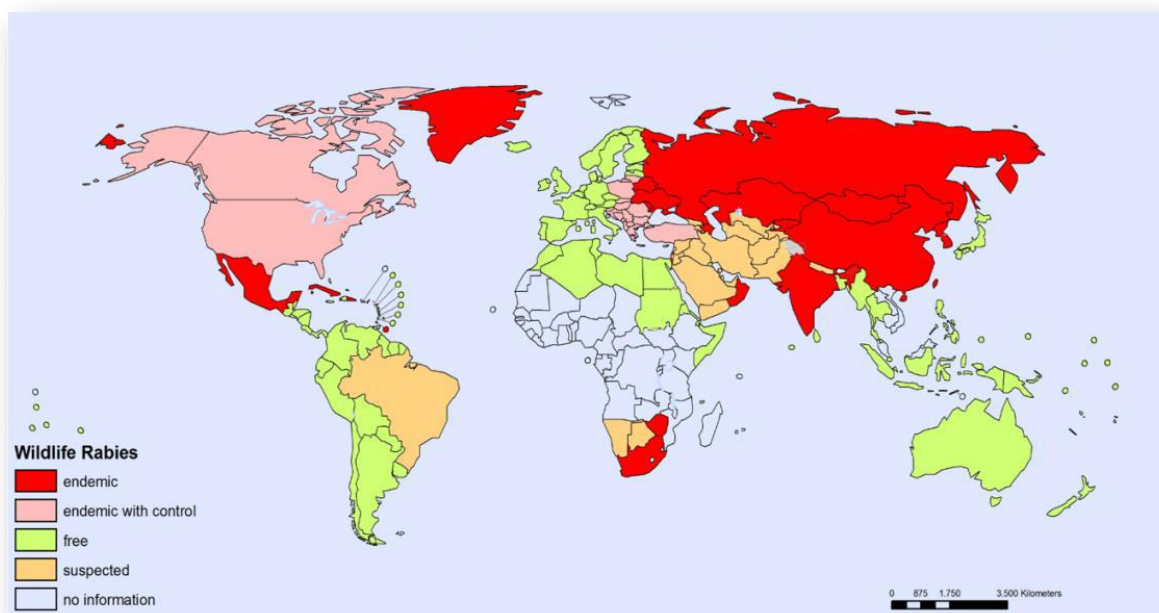 Wildlife Rabies
endemic
endemic with control
free
suspected
no information
0 875 1.750 3.500 Kilometers